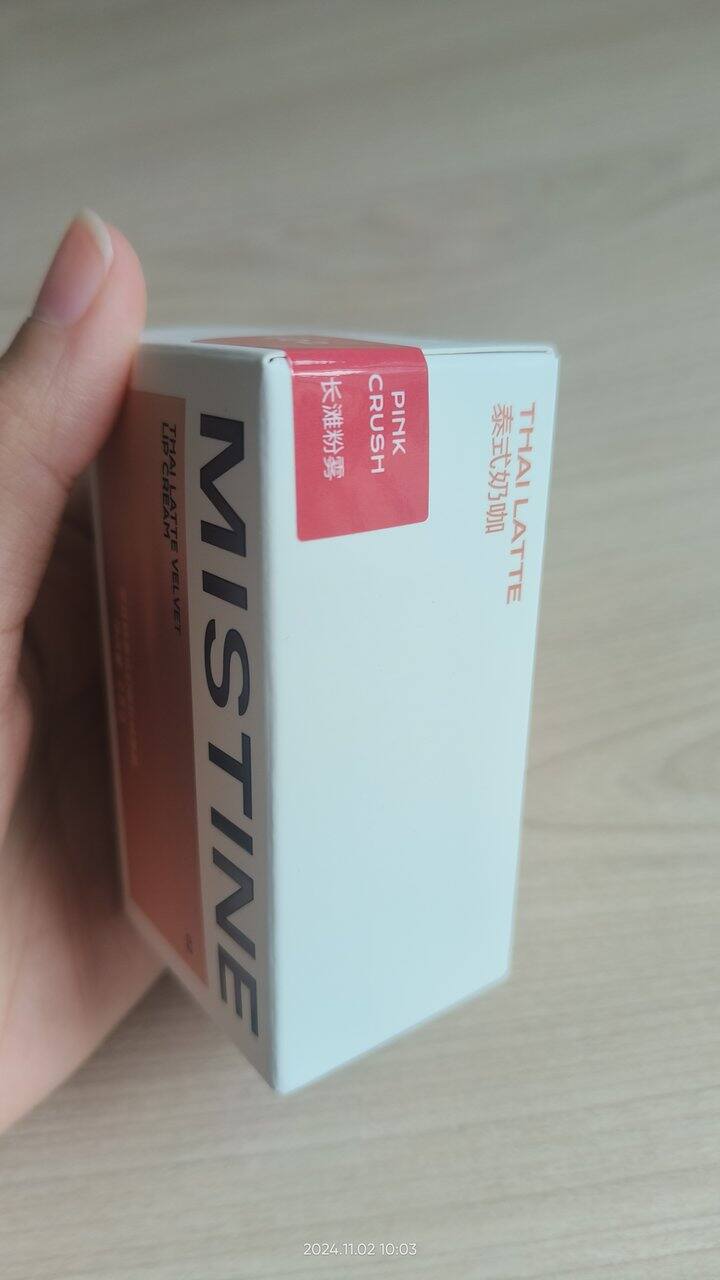 MISTINE
THAI LATTE VELVET
LIP CREAM
PINK
CRUSH
长滩粉雾
THAI LATTE
泰式奶咖
2024.11.02 10:03